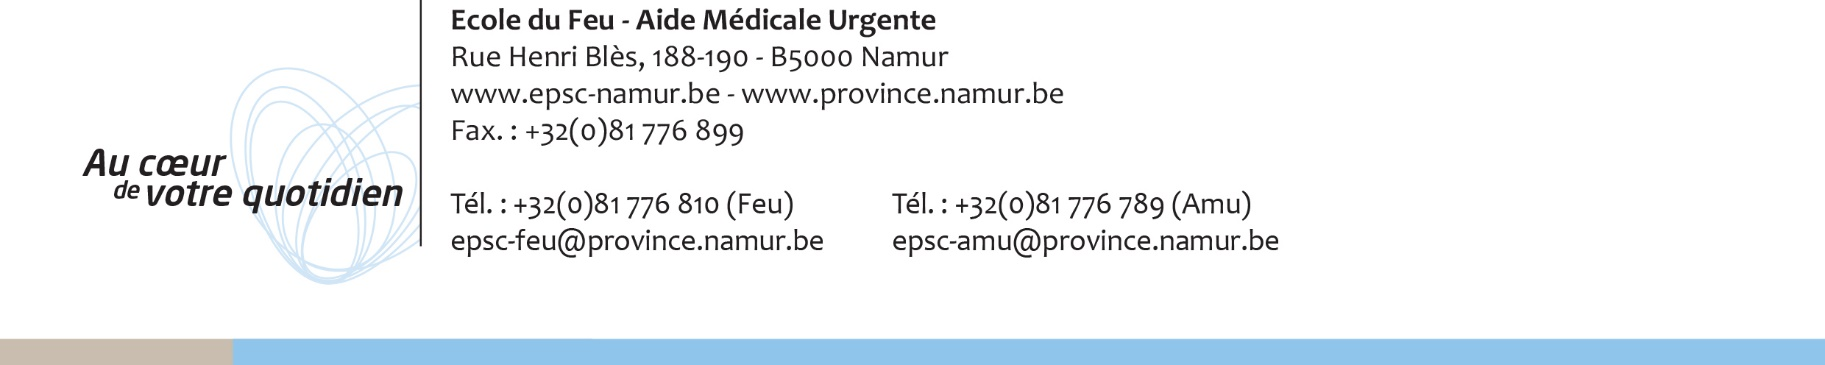 Au cœur
de votre quotidien
Ecole du Feu - Aide Médicale Urgente
Rue Henri Blès, 188-190 - B5000 Namur
www.epsc-namur.be - www.province.namur.be
Fax. : +32(0)81 776 899
Tél. : +32(0)81 776 810 (Feu)
epsc-feu@province.namur.be
Tél. : +32(0)81 776 789 (Amu)
epsc-amu@province.namur.be